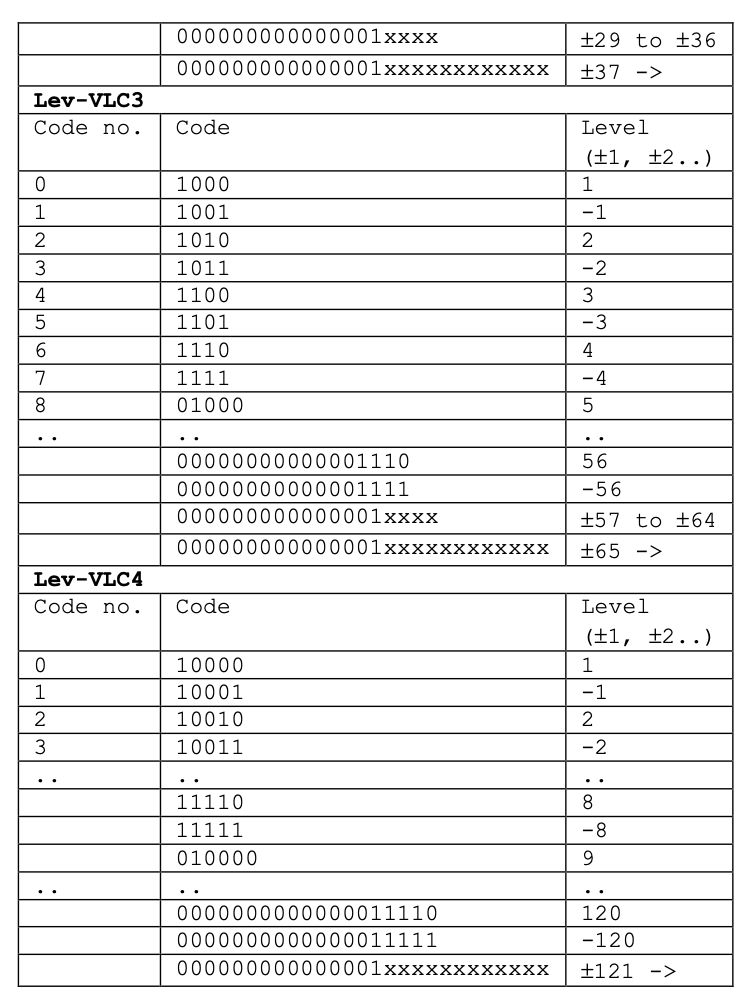 000000000000001xxxx ±29 to ±36
000000000000001xxxxxxxxxxxx ±37 ->
Lev-VLC3
Code no. Code Level
(±1, ±2..)
0 1000 1
1 1001 -1
2 1010 2
3 1011 -2
4 1100 3
5 1101 -3
6 1110 4
7 1111 -4
8 01000 5
.. .. ..
00000000000001110 56
00000000000001111 -56
000000000000001xxxx ±57 to ±64
000000000000001xxxxxxxxxxxx ±65 ->
Lev-VLC4
Code no. Code Level
(±1, ±2..)
0 10000 1
1 10001 -1
2 10010 2
3 10011 -2
.. .. ..
11110 8
11111 -8
010000 9
.. .. ..
0000000000000011110 120
0000000000000011111 -120
000000000000001xxxxxxxxxxxx ±121 ->